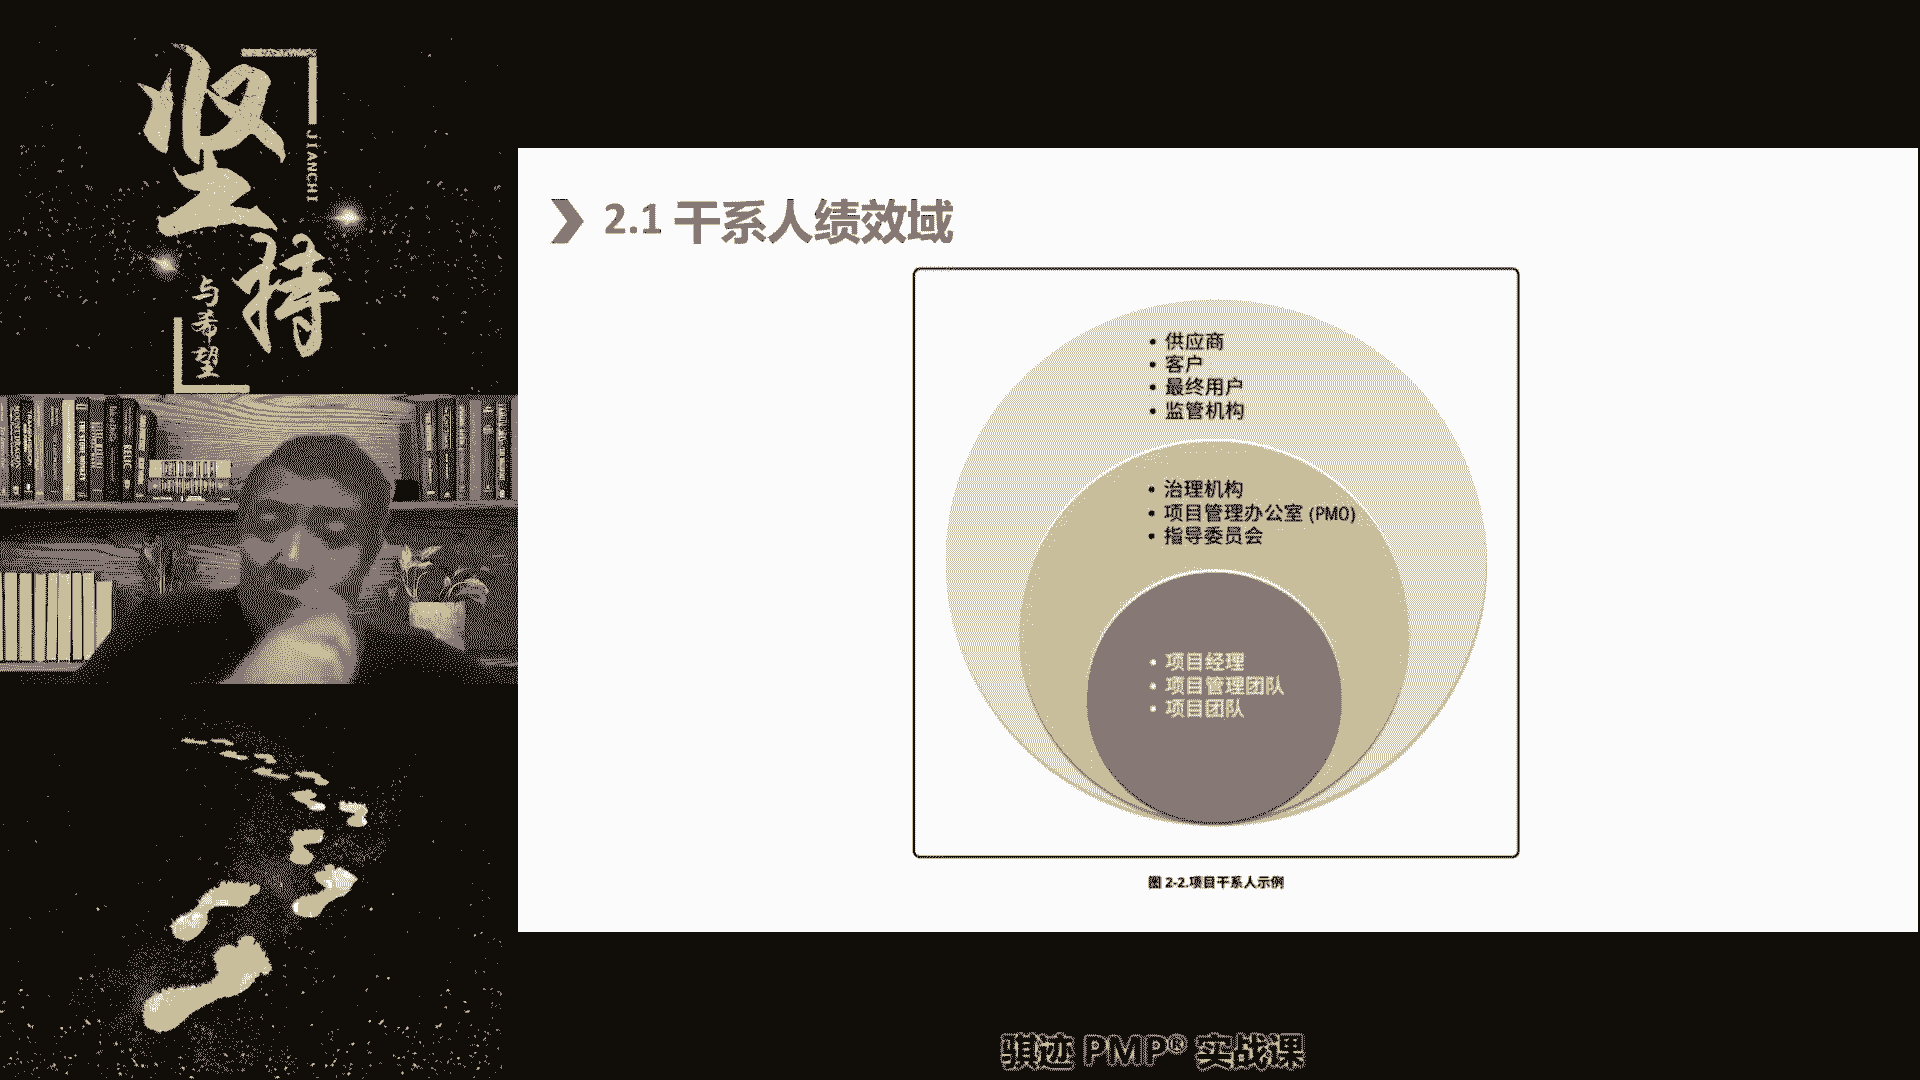 坚持
JIANCHI
与希望
2.1 干系人绩效域
• 供应商
• 客户
• 最终用户
• 监管机构
• 治理机构
• 项目管理办公室 (PMO)
• 指导委员会
• 项目经理
• 项目管理团队
• 项目团队
图 2-2.项目干系人示例
骐迹 PMP® 实战课